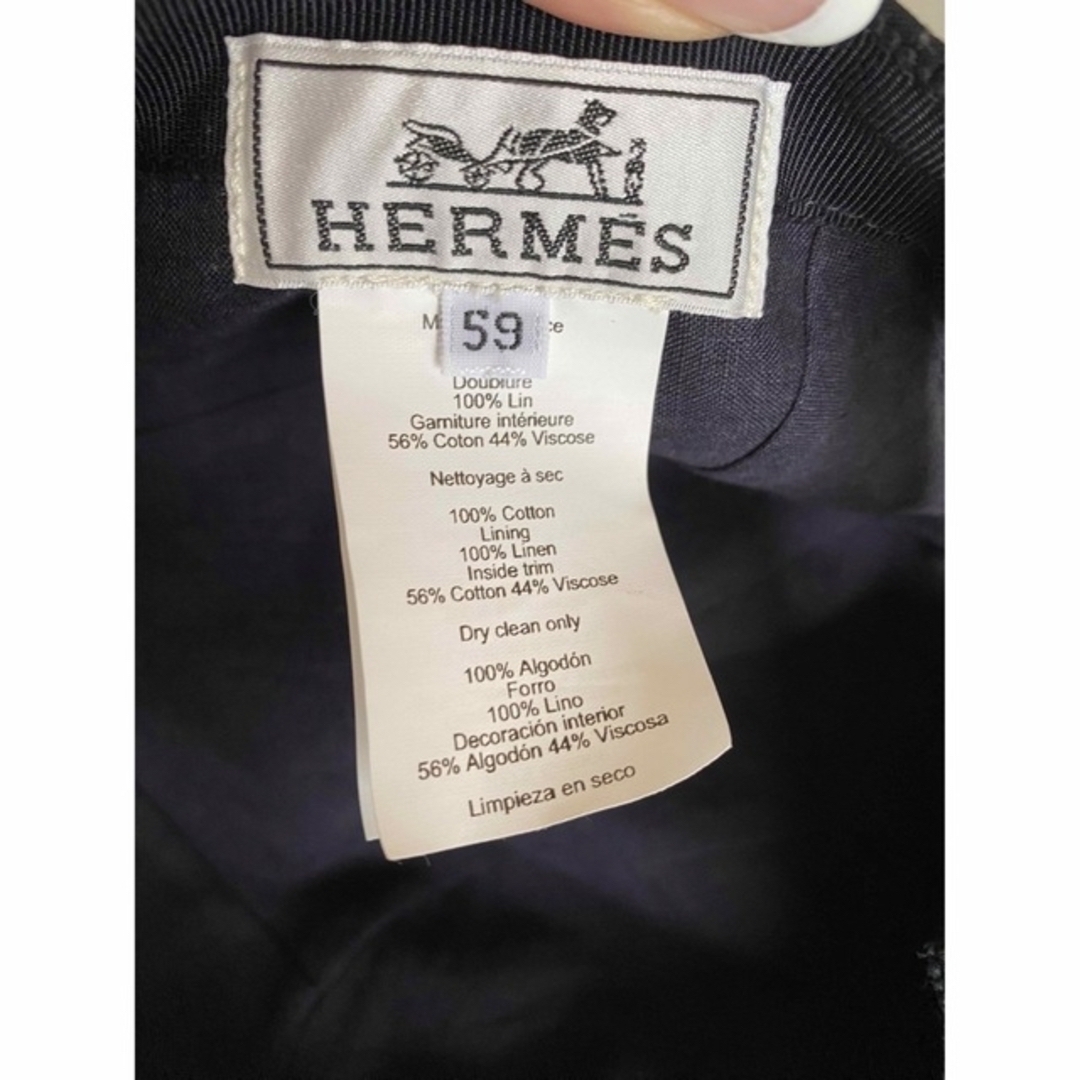 HERMĒS
59
Doublure
100% Lin
Garniture intérieure
56% Coton 44% Viscose
Nettoyage à sec
100% Cotton
Lining
100% Linen
Inside trim
56% Cotton 44% Viscose
Dry clean only
100% Algodón
Forro
100% Lino
Decoración interior
56% Algodón 44% Viscosa
Limpieza en seco